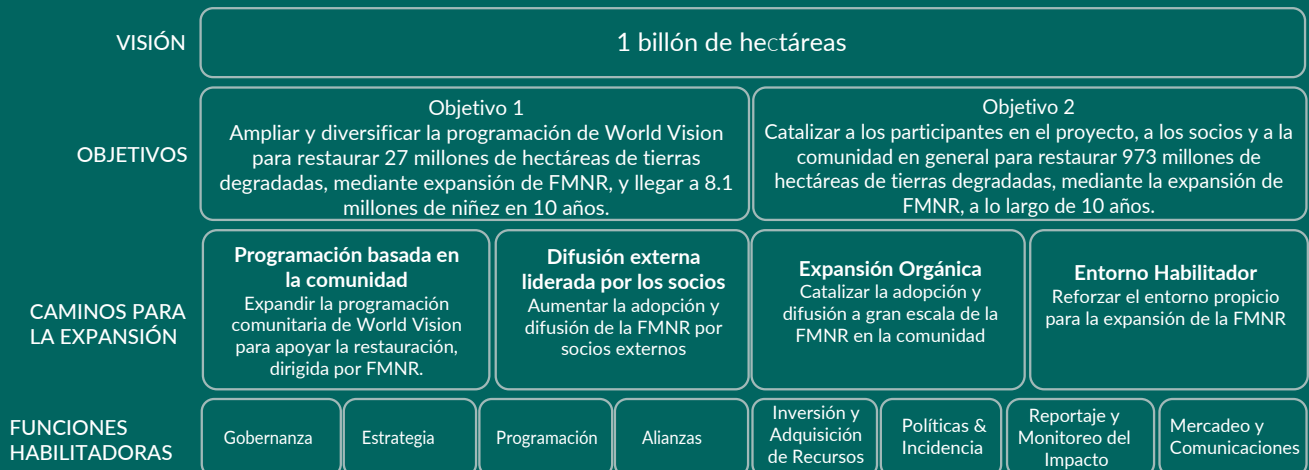 VISIÓN
1 billón de hectáreas
OBJETIVOS
Objetivo 1
Ampliar y diversificar la programación de World Vision
para restaurar 27 millones de hectáreas de tierras
degradadas, mediante expansión de FMNR, y llegar a 8.1
millones de niñez en 10 años.
Objetivo 2
Catalizar a los participantes en el proyecto, a los socios y a la
comunidad en general para restaurar 973 millones de
hectáreas de tierras degradadas, mediante la expansión de
FMNR, a lo largo de 10 años.
CAMINOS PARA
LA EXPANSIÓN
Programación basada en
la comunidad
Expandir la programación
comunitaria de World Vision
para apoyar la restauración,
dirigida por FMNR.
Difusión externa
liderada por los socios
Aumentar la adopción y
difusión de la FMNR por
socios externos
Expansión Orgánica
Catalizar la adopción y
difusión a gran escala de la
FMNR en la comunidad
Entorno Habilitador
Reforzar el entorno propicio
para la expansión de la FMNR
FUNCIONES
HABILITADORAS
Gobernanza
Estrategia
Programación
Alianzas
Inversión y
Adquisición
de Recursos
Políticas &
Incidencia
Reportaje y
Monitoreo del
Impacto
Mercadeo y
Comunicaciones